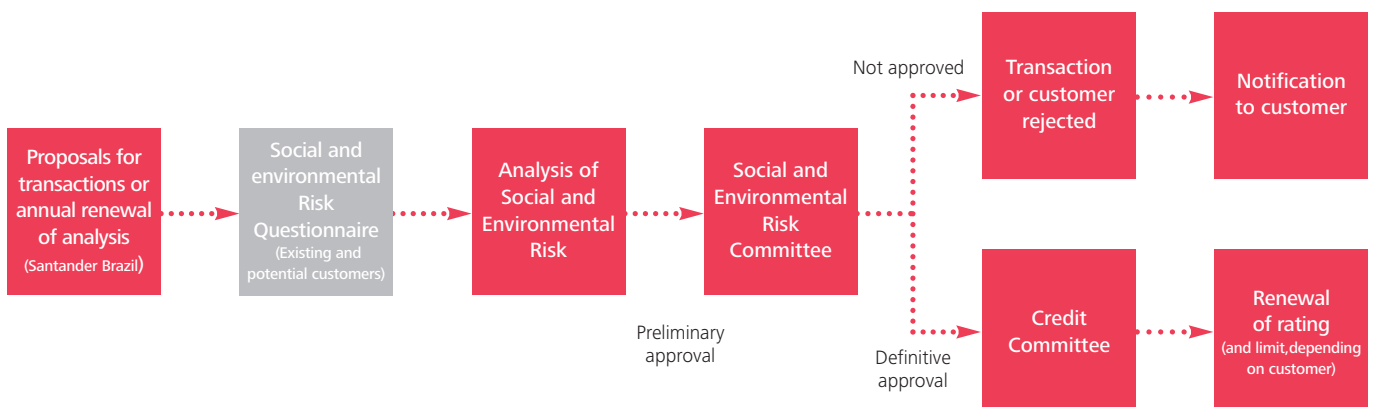 Proposals for
transactions or
annual renewal
of analysis
(Santander Brazil)
Social and
environmental
Risk
Questionnaire
(Existing and
potential customers)
Analysis of
Social and
Environmental
Risk
Preliminary
approval
Social and
Environmental
Risk
Committee
Not approved
Transaction
or customer
rejected
Notification
to customer
Definitive
approval
Credit
Committee
Renewal
of rating
(and limit,depending
on customer)